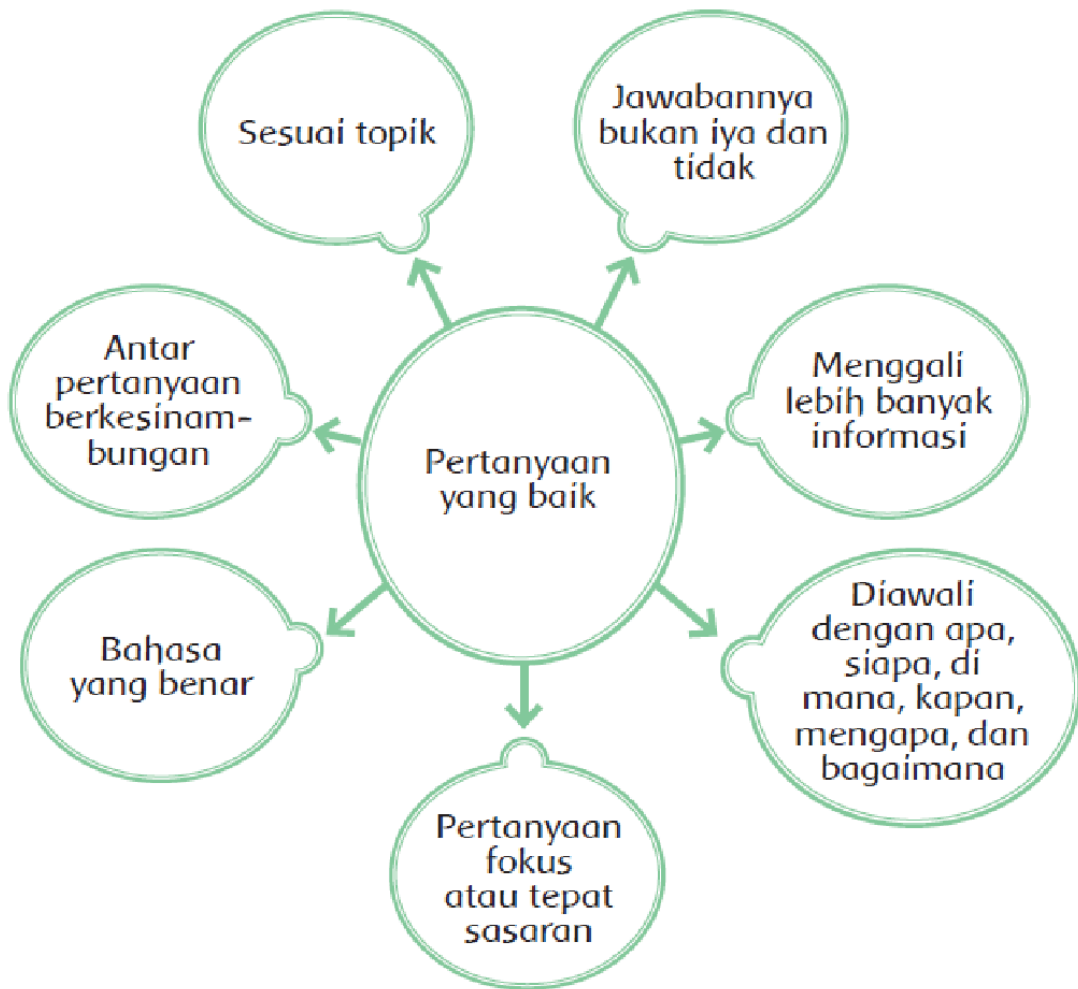 Sesuai topik
Jawabannya
bukan iya dan
tidak
Antar
pertanyaan
berkesinam-
bungan
Pertanyaan
yang baik
Menggali
lebih banyak
informasi
Bahasa
yang benar
Diawali
dengan apa,
siapa, di
mana, kapan,
mengapa, dan
bagaimana
Pertanyaan
fokus
atau tepat
sasaran